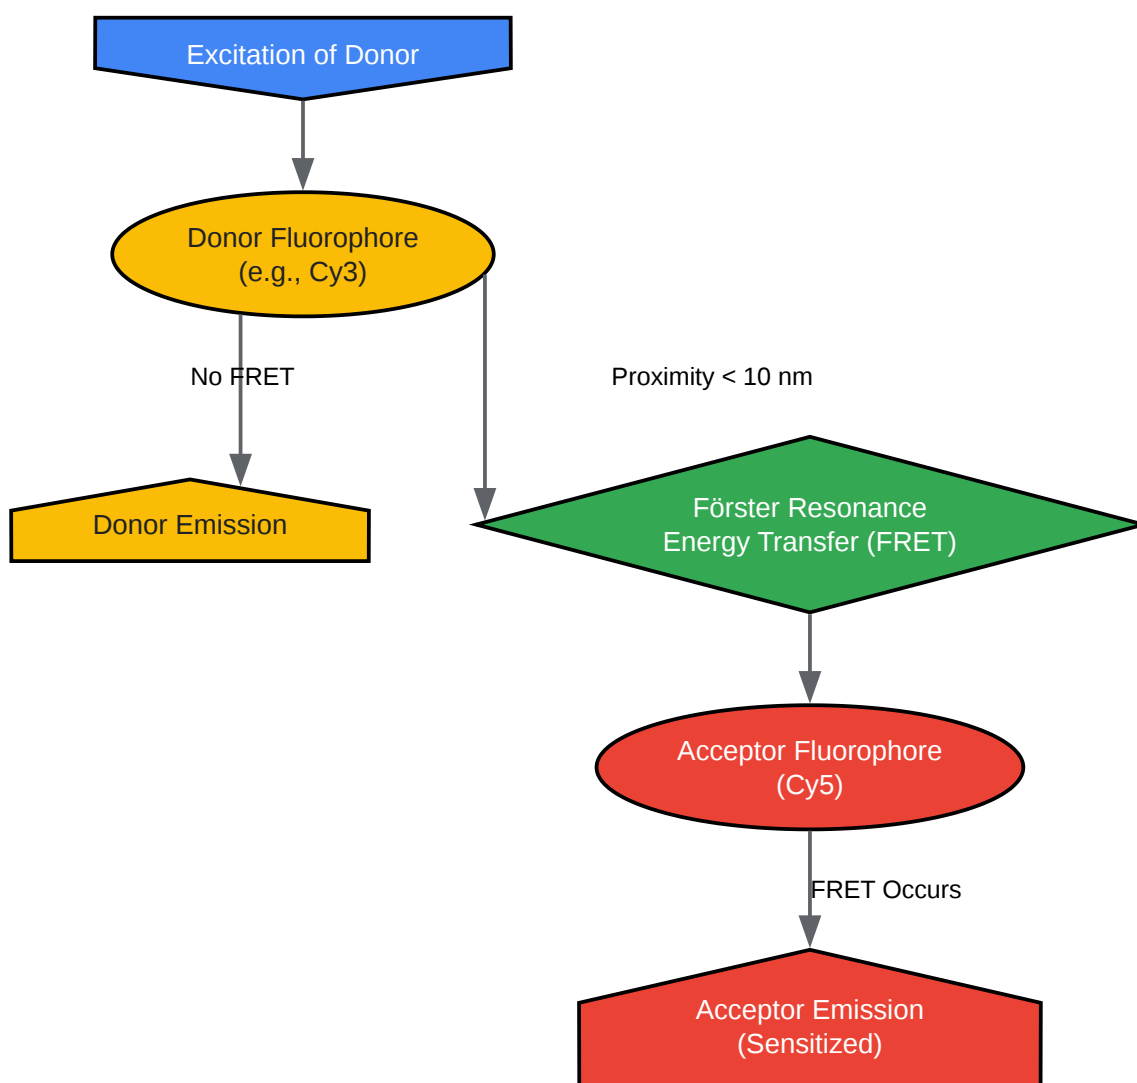 Excitation of Donor
Donor Fluorophore
(e.g., Cy3)
No FRET
Proximity < 10 nm
Donor Emission
Förster Resonance
Energy Transfer (FRET)
Acceptor Fluorophore
(Cy5)
FRET Occurs
Acceptor Emission
(Sensitized)